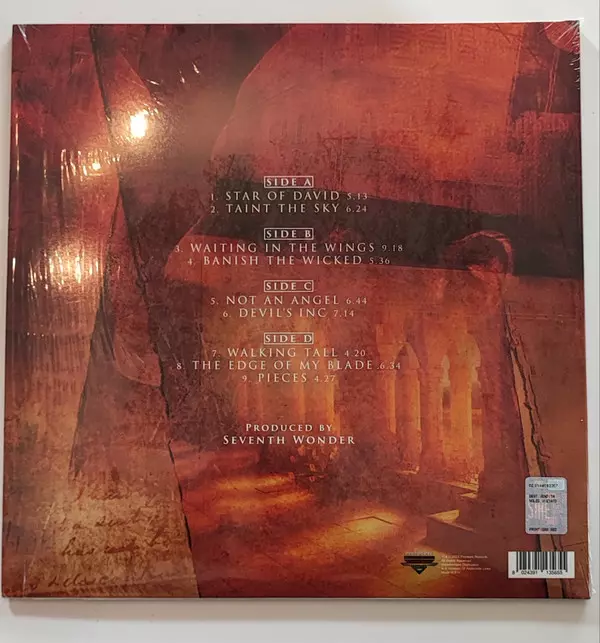 SIDE A
1. STAR OF DAVID 5.13
2. TAINT THE SKY 6.24
SIDE B
3. WAITING IN THE WINGS 9.18
4. BANISH THE WICKED 5.36
SIDE C
5. NOT AN ANGEL 6.44
6. DEVIL'S INC 7.14
SIDE D
7. WALKING TALL 4.20
8. THE EDGE OF MY BLADE 6.34
9. PIECES 4.27
PRODUCED BY
SEVENTH WONDER